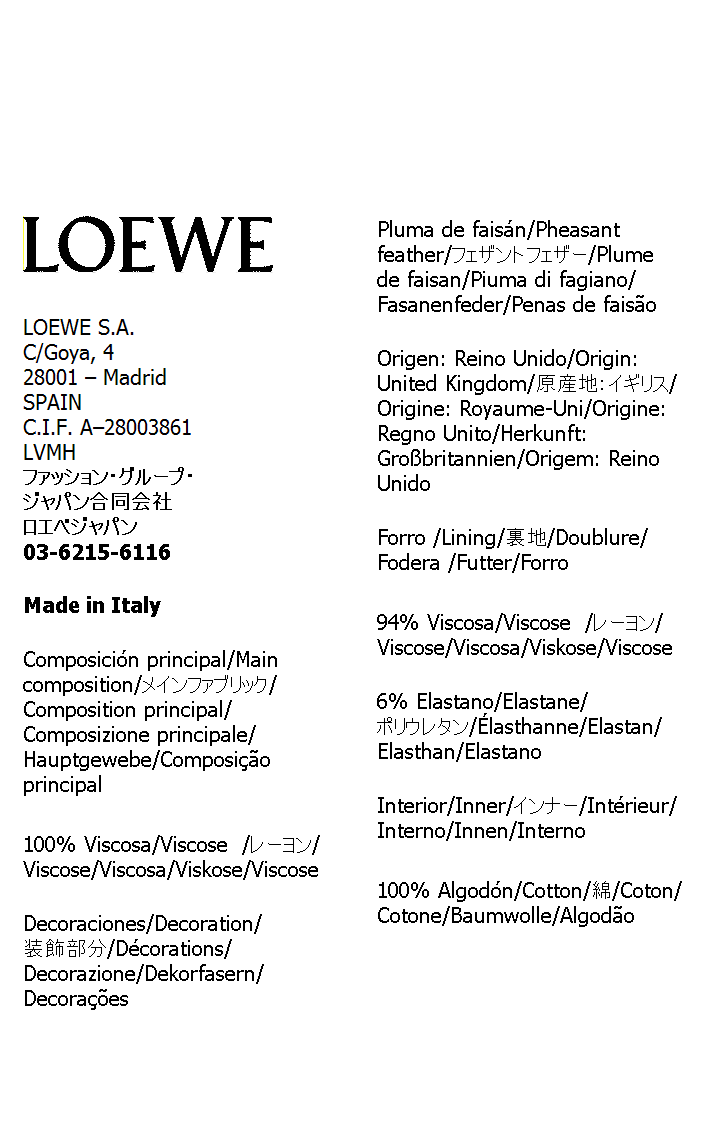 LOEWE
LOEWE S.A.
C/Goya, 4
28001 – Madrid
SPAIN
C.I.F. A–28003861
LVMH
ファッション・グループ・
ジャパン合同会社
ロエベジャパン
03-6215-6116
Made in Italy
Composición principal/Main
composition/メインファブリック/
Composition principal/
Composizione principale/
Hauptgewebe/Composição
principal
100% Viscosa/Viscose /レーヨン/
Viscose/Viscosa/Viskose/Viscose
Decoraciones/Decoration/
装飾部分/Décorations/
Decorazione/Dekorfasern/
Decorações
Pluma de faisán/Pheasant
feather/フェザントフェザー/Plume
de faisan/Piuma di fagiano/
Fasanenfeder/Penas de faisão
Origen: Reino Unido/Origin:
United Kingdom/原産地：イギリス/
Origine: Royaume-Uni/Origine:
Regno Unito/Herkunft:
Großbritannien/Origem: Reino
Unido
Forro /Lining/裏地/Doublure/
Fodera /Futter/Forro
94% Viscosa/Viscose /レーヨン/
Viscose/Viscosa/Viskose/Viscose
6% Elastano/Elastane/
ポリウレタン/Élasthanne/Elastan/
Elasthan/Elastano
Interior/Inner/インナー/Intérieur/
Interno/Innen/Interno
100% Algodón/Cotton/綿/Coton/
Cotone/Baumwolle/Algodão